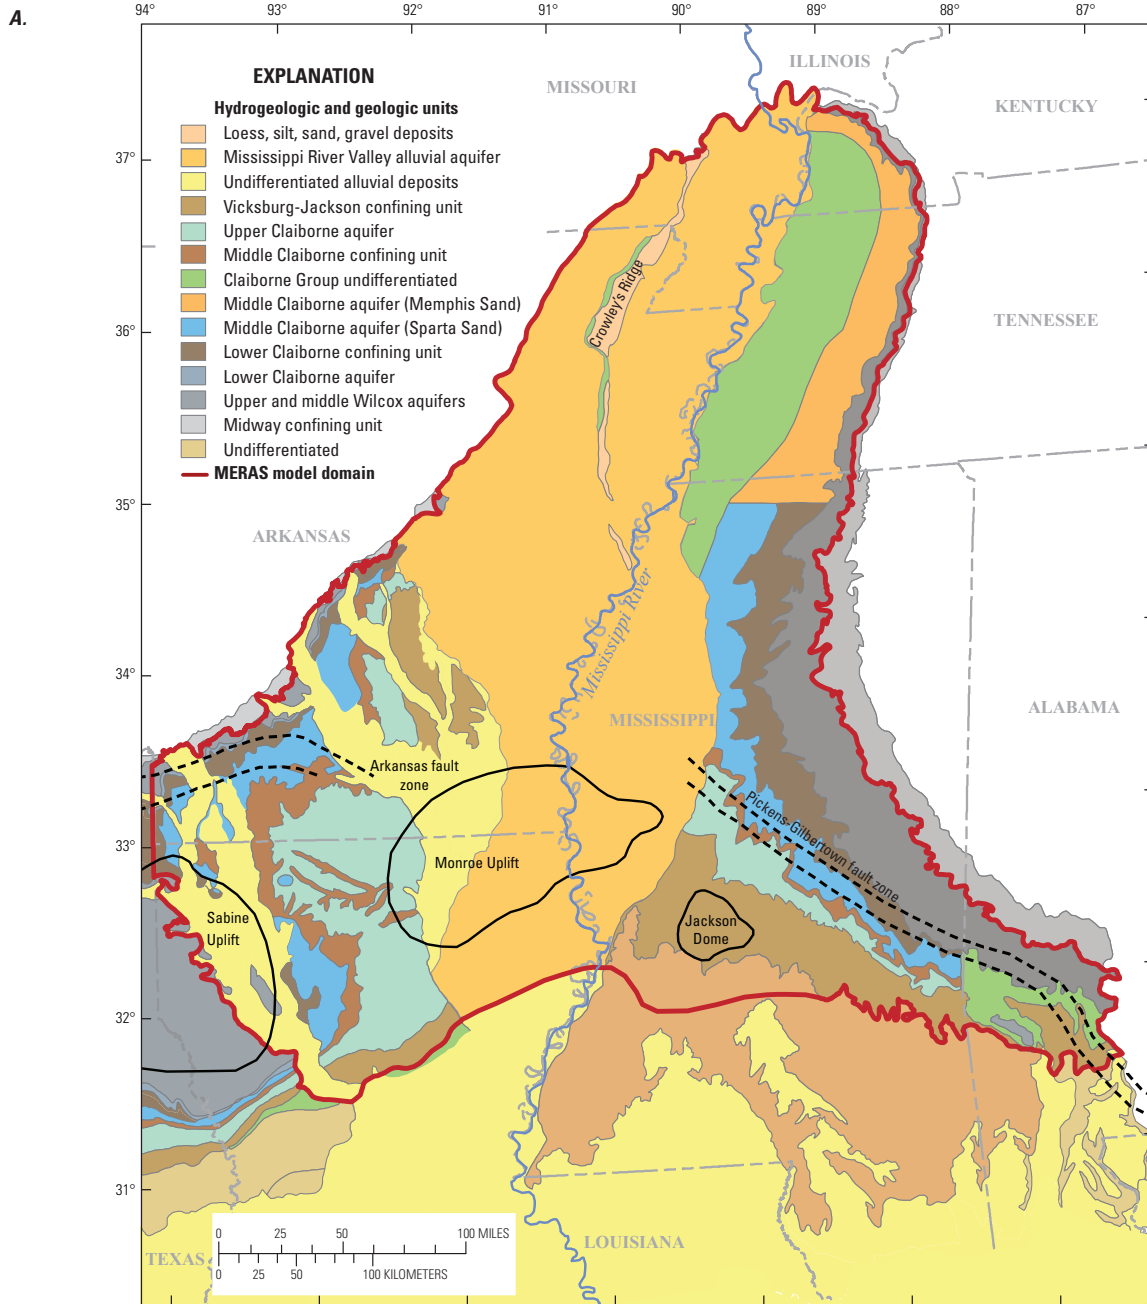 A.
94°
93°
92°
91°
90°
89°
88°
87°
ILLINOIS
MISSOURI
KENTUCKY
EXPLANATION
Hydrogeologic and geologic units
Loess, silt, sand, gravel deposits
Mississippi River Valley alluvial aquifer
Undifferentiated alluvial deposits
Vicksburg-Jackson confining unit
Upper Claiborne aquifer
Middle Claiborne confining unit
Claiborne Group undifferentiated
Middle Claiborne aquifer (Memphis Sand)
Middle Claiborne aquifer (Sparta Sand)
Lower Claiborne confining unit
Lower Claiborne aquifer
Upper and middle Wilcox aquifers
Midway confining unit
Undifferentiated
MERAS model domain
37°
36°
35°
34°
33°
32°
31°
Crowley's Ridge
TENNESSEE
ARKANSAS
Mississippi River
MISSISSIPPI
ALABAMA
Arkansas fault
zone
Pickens-Gilbertown fault zone
Monroe Uplift
Sabine
Uplift
Jackson
Dome
LOUISIANA
TEXAS
0 25 50 100 MILES
0 25 50 100 KILOMETERS